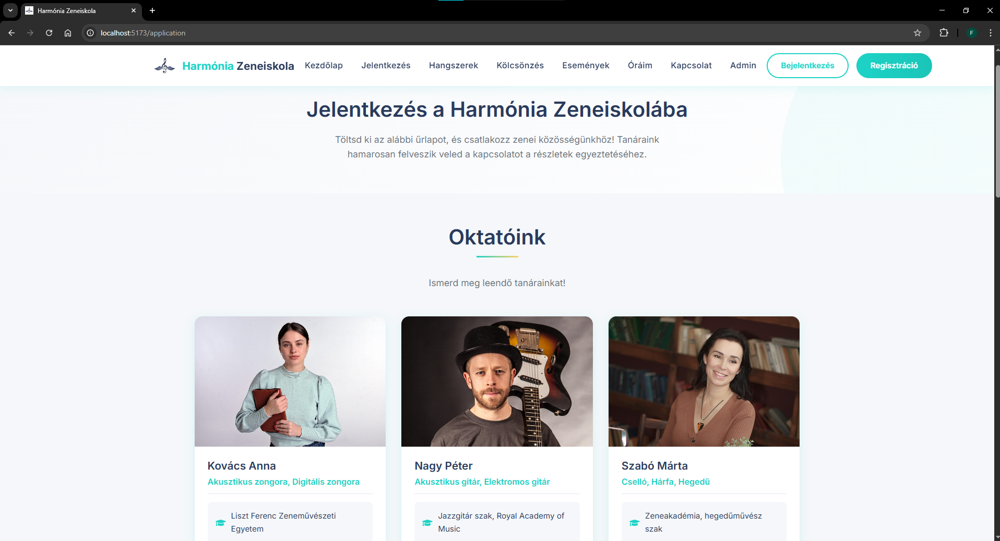 Harmónia Zeneiskola
localhost:5173/application
F
Harmónia Zeneiskola
Kezdőlap
Jelentkezés
Hangszerek
Kölcsönzés
Események
Óráim
Kapcsolat
Admin
Bejelentkezés
Regisztráció
Jelentkezés a Harmónia Zeneiskolába
Töltsd ki az alábbi űrlapot, és csatlakozz zenei közösségünkhöz! Tanáraink
hamarosan felveszik veled a kapcsolatot a részletek egyeztetéséhez.
Oktatóink
Ismerd meg leendő tanárainkat!
Kovács Anna
Akusztikus zongora, Digitális zongora
Liszt Ferenc Zeneművészeti
Egyetem
Nagy Péter
Akusztikus gitár, Elektromos gitár
Jazzgitár szak, Royal Academy of
Music
Szabó Márta
Cselló, Hárfa, Hegedű
Zeneakadémia, hegedűművész
szak